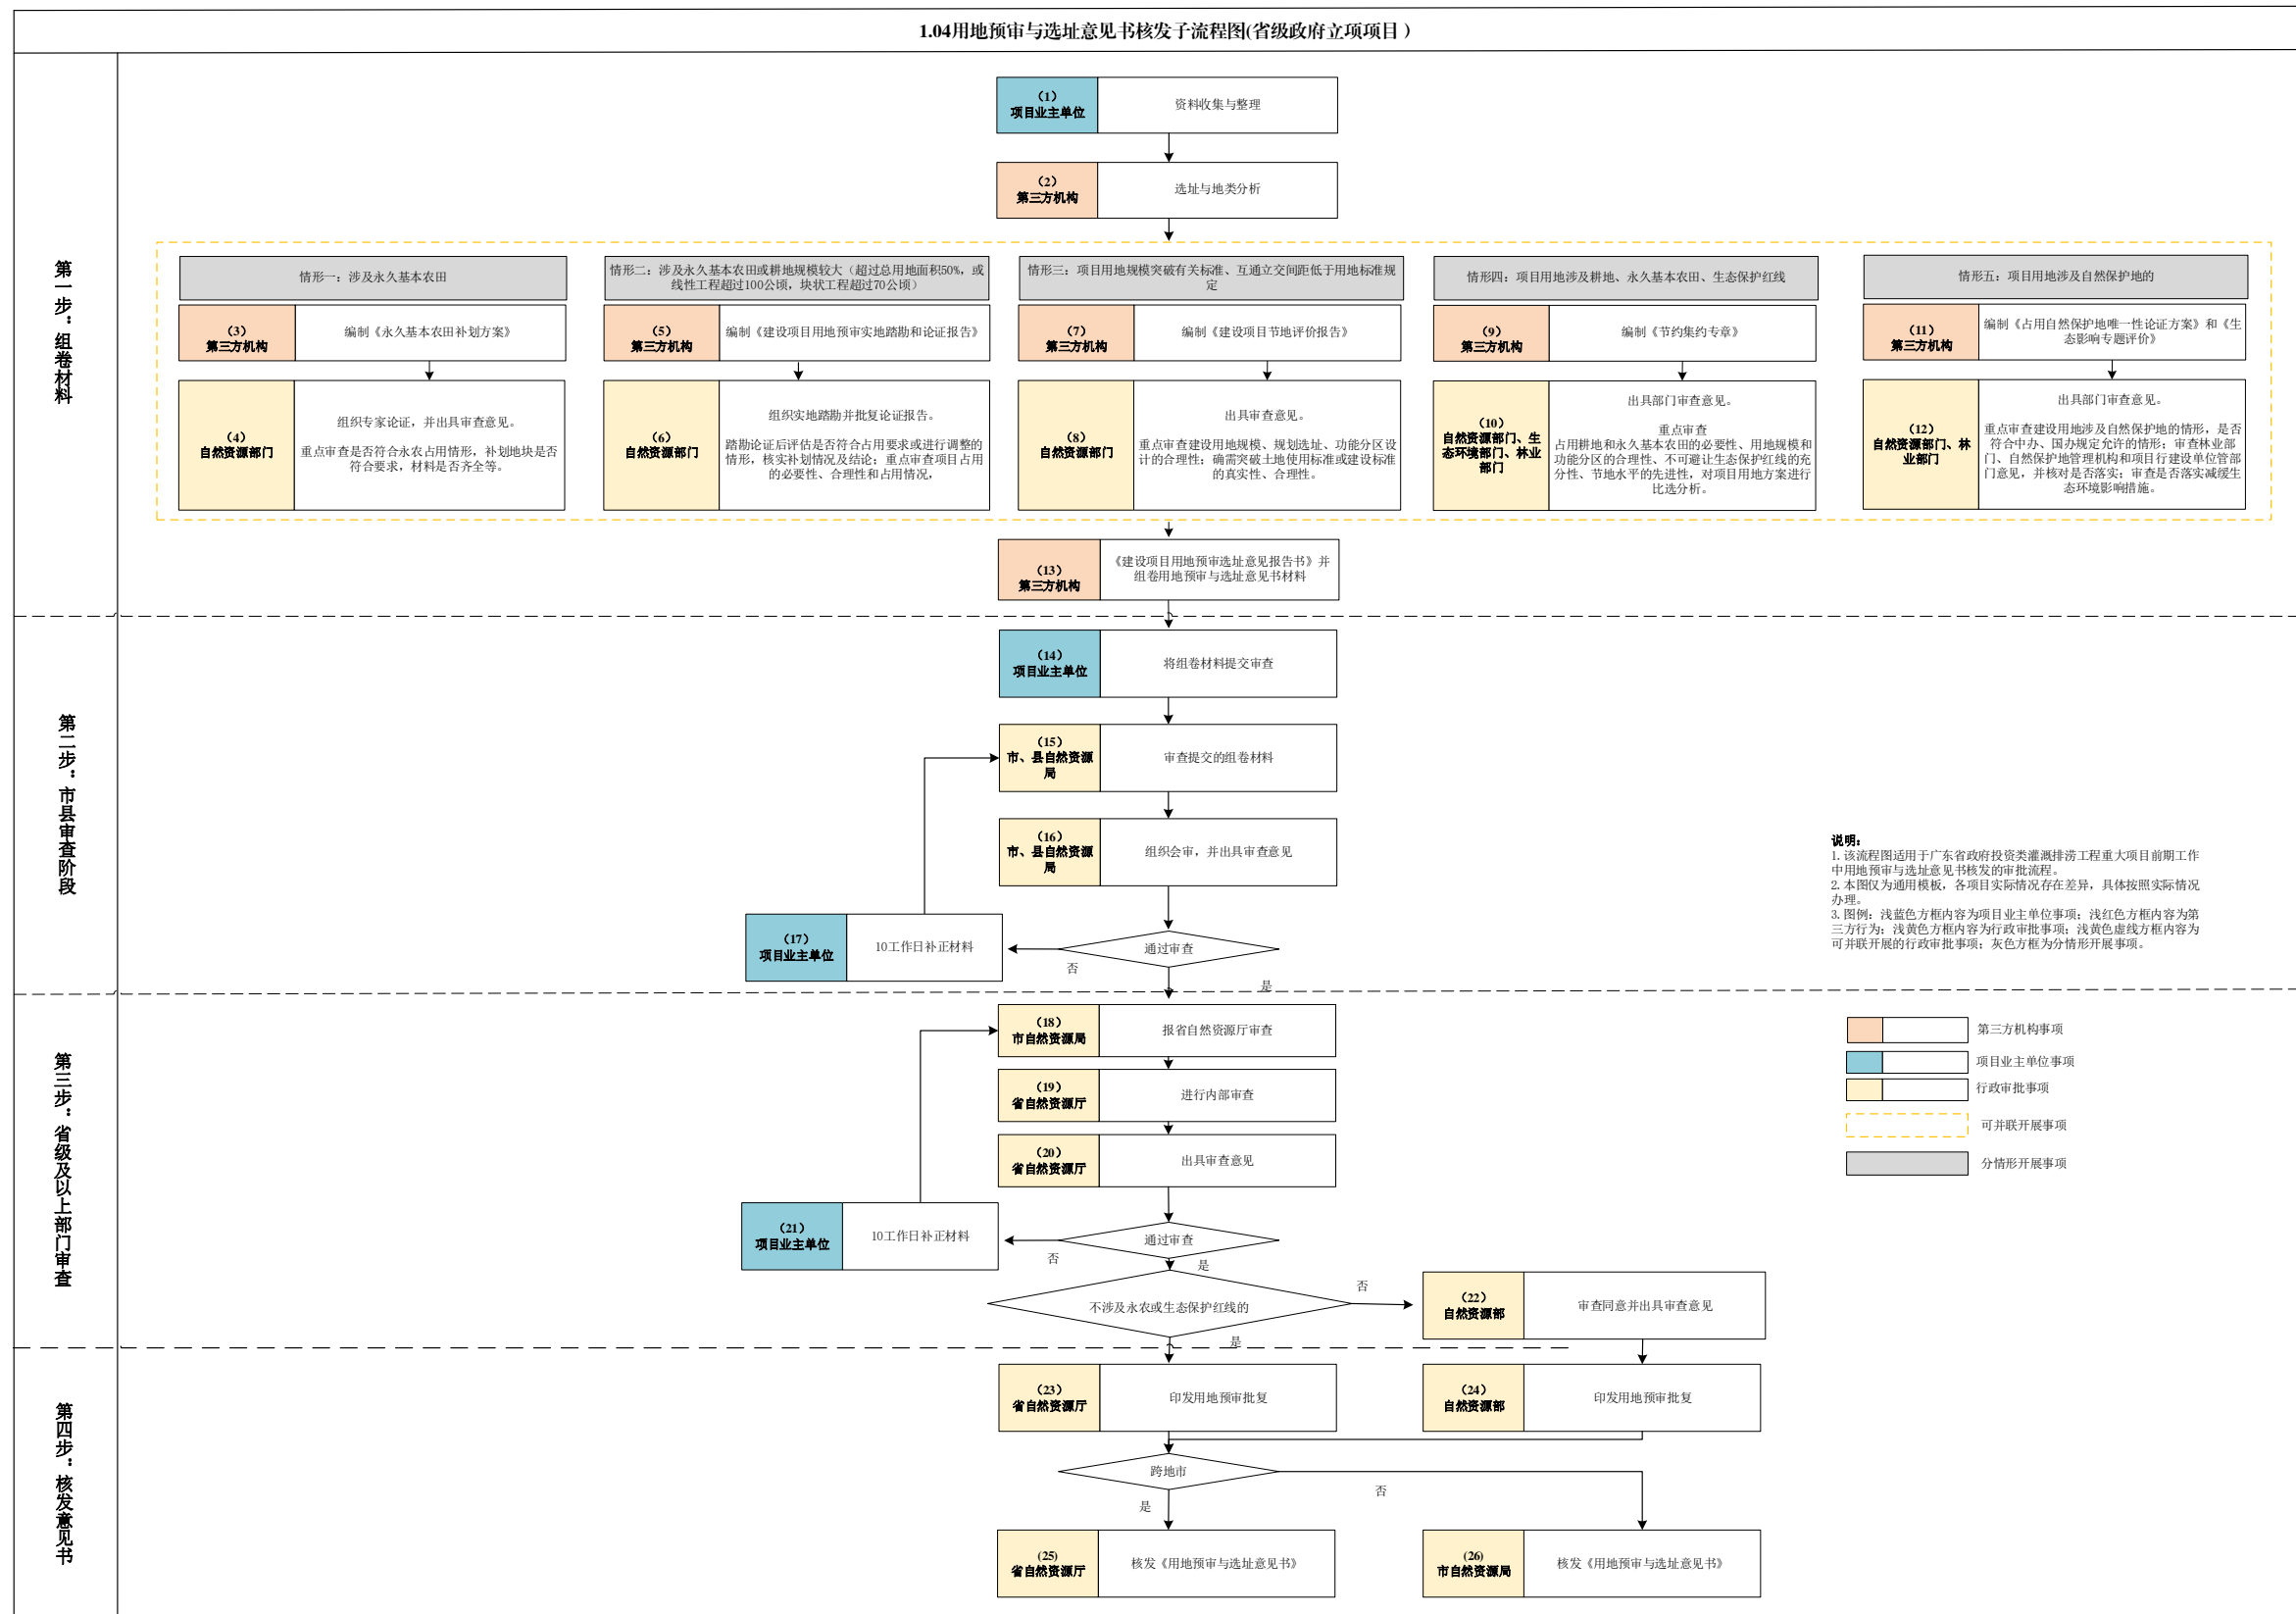 1.04用地预审与选址意见书核发子流程图(省级政府立项项目 )
第一步：组卷材料
（1）
项目业主单位
资料收集与整理
（2）
第三方机构
选址与地类分析
情形一：涉及永久基本农田
（3）
第三方机构
编制《永久基本农田补划方案》
（4）
自然资源部门
组织专家论证，并出具审查意见。
重点审查是否符合永农占用情形，补划地块是否
符合要求，材料是否齐全等。
情形二：涉及永久基本农田或耕地规模较大（超过总用地面积50%，或
线性工程超过100公顷，块状工程超过70公顷）
（5）
第三方机构
编制《建设项目用地预审实地踏勘和论证报告》
（6）
自然资源部门
组织实地踏勘并批复论证报告。
踏勘论证后评估是否符合占用要求或进行调整的
情形，核实补划情况及结论；重点审查项目占用
的必要性、合理性和占用情况，
情形三：项目用地规模突破有关标准、互通立交间距低于用地标准规
定
（7）
第三方机构
编制《建设项目节地评价报告》
（8）
自然资源部门
出具审查意见。
重点审查建设用地规模、规划选址、功能分区设
计的合理性；确需突破土地使用标准或建设标准
的真实性、合理性。
情形四：项目用地涉及耕地、永久基本农田、生态保护红线
（9）
第三方机构
编制《节约集约专章》
（10）
自然资源部门、生
态环境部门、林业
部门
出具部门审查意见。
重点审查
占用耕地和永久基本农田的必要性、用地规模和
功能分区的合理性、不可避让生态保护红线的充
分性、节地水平的先进性，对项目用地方案进行
比选分析。
情形五：项目用地涉及自然保护地的
（11）
第三方机构
编制《占用自然保护地唯一性论证方案》和《生
态影响专题评价》
（12）
自然资源部门、林
业部门
出具部门审查意见。
重点审查建设用地涉及自然保护地的情形，是否
符合中办、国办规定允许的情形；审查林业部
门、自然保护地管理机构和项目行建设单位管部
门意见，并核对是否落实；审查是否落实减缓生
态环境影响措施。
（13）
第三方机构
《建设项目用地预审选址意见报告书》并
组卷用地预审与选址意见书材料
第二步：市县审查阶段
（14）
项目业主单位
将组卷材料提交审查
（15）
市、县自然资源
局
审查提交的组卷材料
（16）
市、县自然资源
局
组织会审，并出具审查意见
（17）
项目业主单位
10工作日补正材料
通过审查
否
是
说明：
1. 该流程图适用于广东省政府投资类灌溉排涝工程重大项目前期工作
中用地预审与选址意见书核发的审批流程。
2. 本图仅为通用模板，各项目实际情况存在差异，具体按照实际情况
办理。
3. 图例：浅蓝色方框内容为项目业主单位事项；浅红色方框内容为第
三方行为；浅黄色方框内容为行政审批事项；浅黄色虚线方框内容为
可并联开展的行政审批事项；灰色方框为分情形开展事项。
第三方机构事项
项目业主单位事项
行政审批事项
可并联开展事项
分情形开展事项
第三步：省级及以上部门审查
（18）
市自然资源局
报省自然资源厅审查
（19）
省自然资源厅
进行内部审查
（20）
省自然资源厅
出具审查意见
（21）
项目业主单位
10工作日补正材料
通过审查
否
是
不涉及永农或生态保护红线的
否
是
（22）
自然资源部
审查同意并出具审查意见
第四步：核发意见书
（23）
省自然资源厅
印发用地预审批复
（24）
自然资源部
印发用地预审批复
跨地市
是
否
(25)
省自然资源厅
核发《用地预审与选址意见书》
(26)
市自然资源局
核发《用地预审与选址意见书》